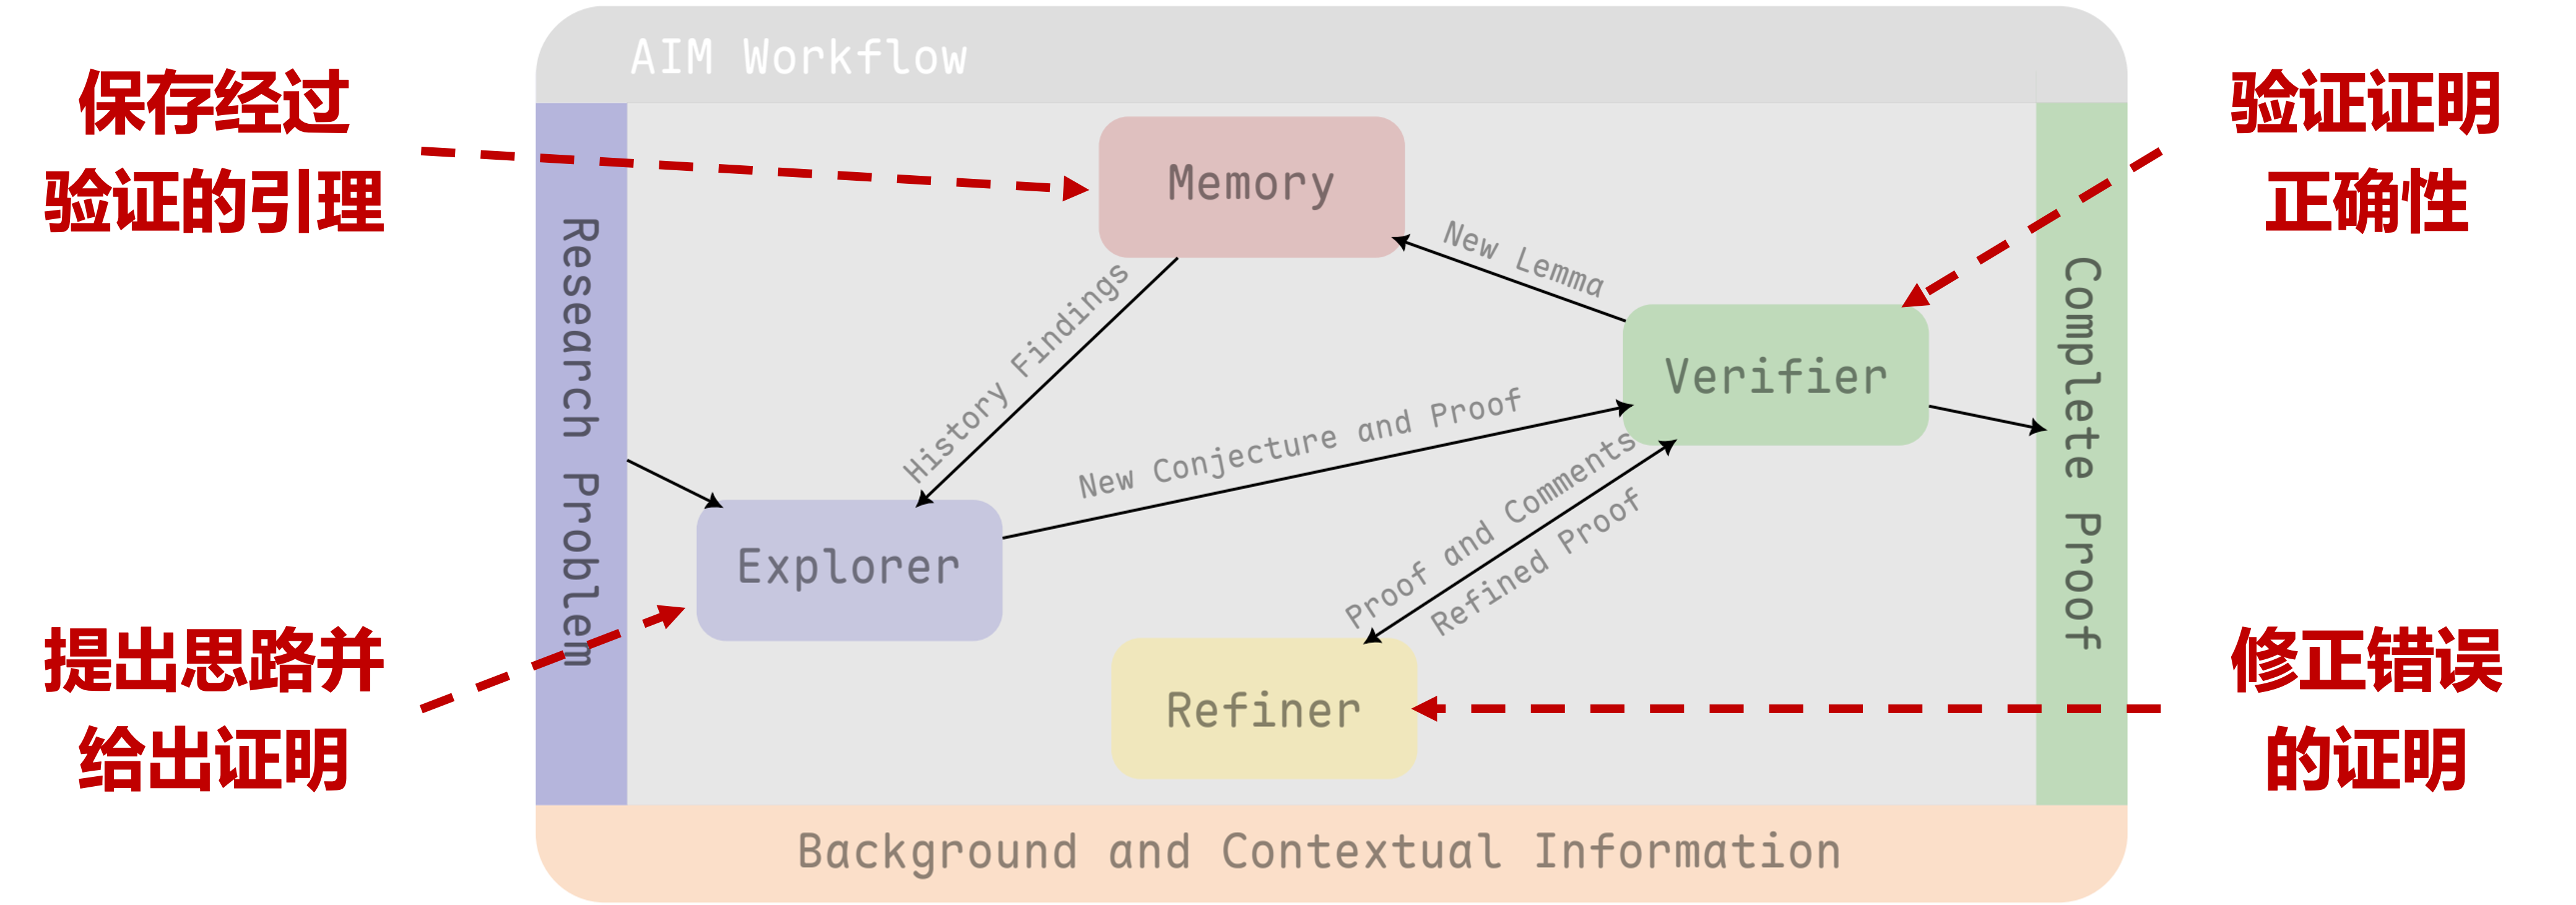 保存经过
验证的引理
提出思路并
给出证明
AIM Workflow
Research Problem
Memory
New Lemma
History Findings
Verifier
New Conjecture and Proof
Explorer
Proof and Comments
Refined Proof
Refiner
Complete Proof
Background and Contextual Information
验证证明
正确性
修正错误
的证明